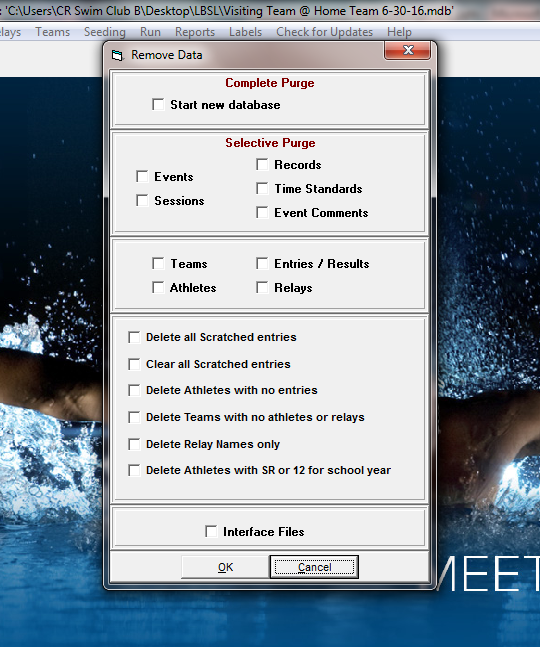 : 'C:\Users\CR Swim Club B\Desktop\LBSL\Visiting Team @ Home Team 6-30-16.mdb'
elays Teams Seeding Run Reports Labels Check for Updates Help
Remove Data
Complete Purge
Start new database
Selective Purge
Events
Sessions
Records
Time Standards
Event Comments
Teams
Athletes
Entries / Results
Relays
Delete all Scratched entries
Clear all Scratched entries
Delete Athletes with no entries
Delete Teams with no athletes or relays
Delete Relay Names only
Delete Athletes with SR or 12 for school year
Interface Files
OK Cancel
MEET